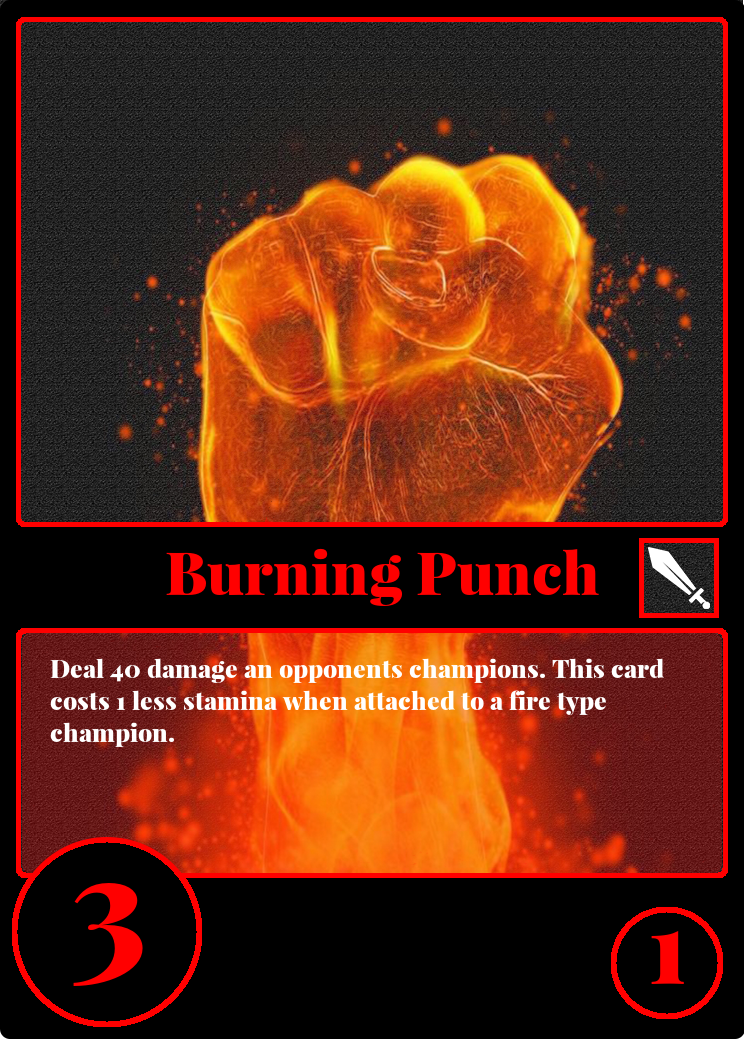 Burning Punch
Deal 40 damage an opponents champions. This card
costs 1 less stamina when attached to a fire type
champion.
3
1